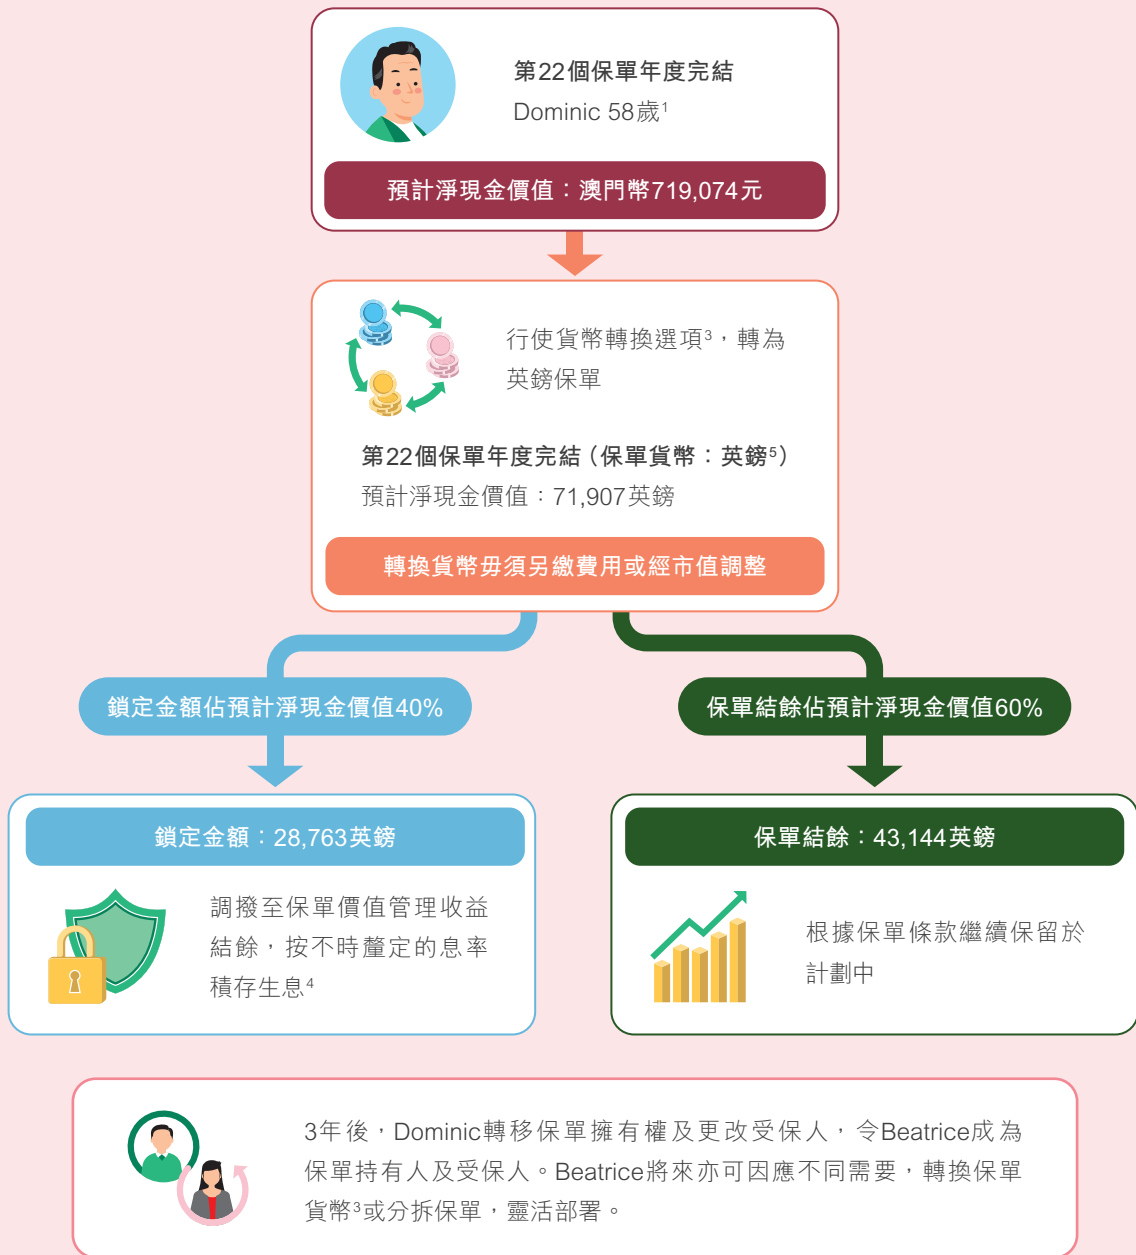 第22個保單年度完結
Dominic 58歲¹
預計淨現金價值：澳門幣719,074元
行使貨幣轉換選項³，轉為
英鎊保單
第22個保單年度完結（保單貨幣：英鎊⁵）
預計淨現金價值：71,907英鎊
轉換貨幣毋須另繳費用或經市值調整
鎖定金額佔預計淨現金價值40%
保單結餘佔預計淨現金價值60%
鎖定金額：28,763英鎊
調撥至保單價值管理收益
結餘，按不時釐定的息率
積存生息⁴
保單結餘：43,144英鎊
根據保單條款繼續保留於
計劃中
3年後，Dominic轉移保單擁有權及更改受保人，令Beatrice成為
保單持有人及受保人。Beatrice將來亦可因應不同需要，轉換保單
貨幣³或分拆保單，靈活部署。